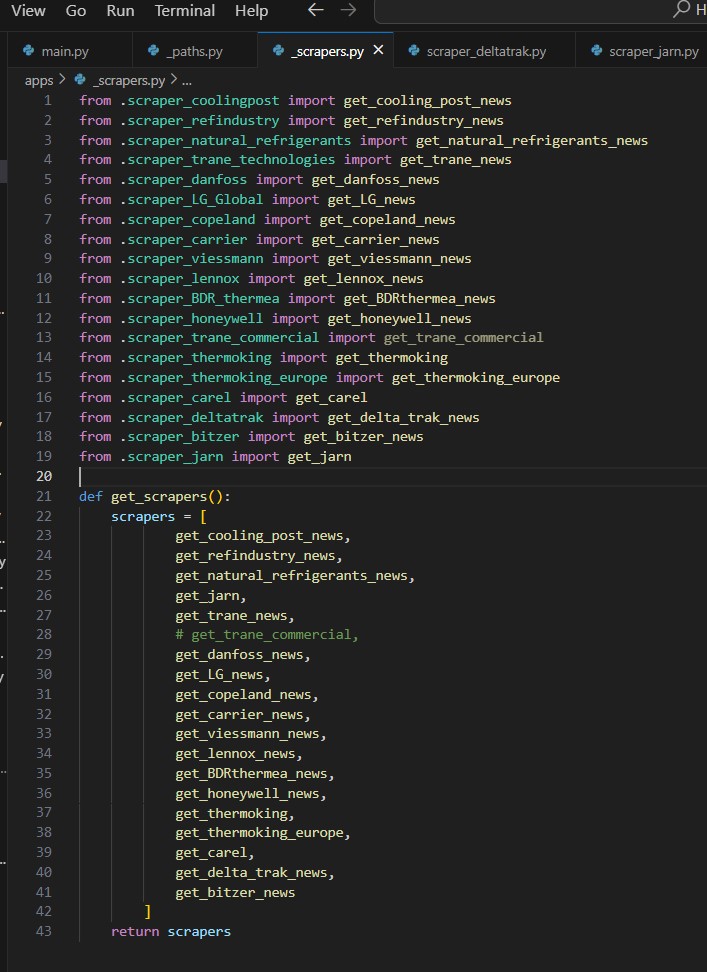 View Go Run Terminal Help H
main.py _paths.py _scrapers.py scraper_deltatrak.py scraper_jarn.py
apps > _scrapers.py > ...
1 from .scraper_coolingpost import get_cooling_post_news
2 from .scraper_refindustry import get_refindustry_news
3 from .scraper_natural_refrigerants import get_natural_refrigerants_news
4 from .scraper_trane_technologies import get_trane_news
5 from .scraper_danfoss import get_danfoss_news
6 from .scraper_LG_Global import get_LG_news
7 from .scraper_copeland import get_copeland_news
8 from .scraper_carrier import get_carrier_news
9 from .scraper_viessmann import get_viessmann_news
10 from .scraper_lennox import get_lennox_news
11 from .scraper_BDR_thermea import get_BDRthermea_news
12 from .scraper_honeywell import get_honeywell_news
13 from .scraper_trane_commercial import get_trane_commercial
14 from .scraper_thermoking import get_thermoking
15 from .scraper_thermoking_europe import get_thermoking_europe
16 from .scraper_carel import get_carel
17 from .scraper_deltatrak import get_delta_trak_news
18 from .scraper_bitzer import get_bitzer_news
19 from .scraper_jarn import get_jarn
20
21 def get_scrapers():
22 scrapers = [
23 get_cooling_post_news,
24 get_refindustry_news,
25 get_natural_refrigerants_news,
26 get_jarn,
27 get_trane_news,
28 # get_trane_commercial,
29 get_danfoss_news,
30 get_LG_news,
31 get_copeland_news,
32 get_carrier_news,
33 get_viessmann_news,
34 get_lennox_news,
35 get_BDRthermea_news,
36 get_honeywell_news,
37 get_thermoking,
38 get_thermoking_europe,
39 get_carel,
40 get_delta_trak_news,
41 get_bitzer_news
42 ]
43 return scrapers